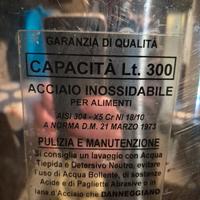 GARANZIA DI QUALITÀ
CAPACITÀ Lt. 300
ACCIAIO INOSSIDABILE
PER ALIMENTI
AISI 304 - X5 Cr Ni 18/10
A NORMA D.M. 21 MARZO 1973
PULIZIA E MANUTENZIONE
Si consiglia un lavaggio con Acqua
Tiepida e Detersivo Neutro, evitare
l'uso di Acqua Bollente, di sostanze
Acide e di Pagliette Abrasive o in
d'Acciaio che DANNEGGIANO